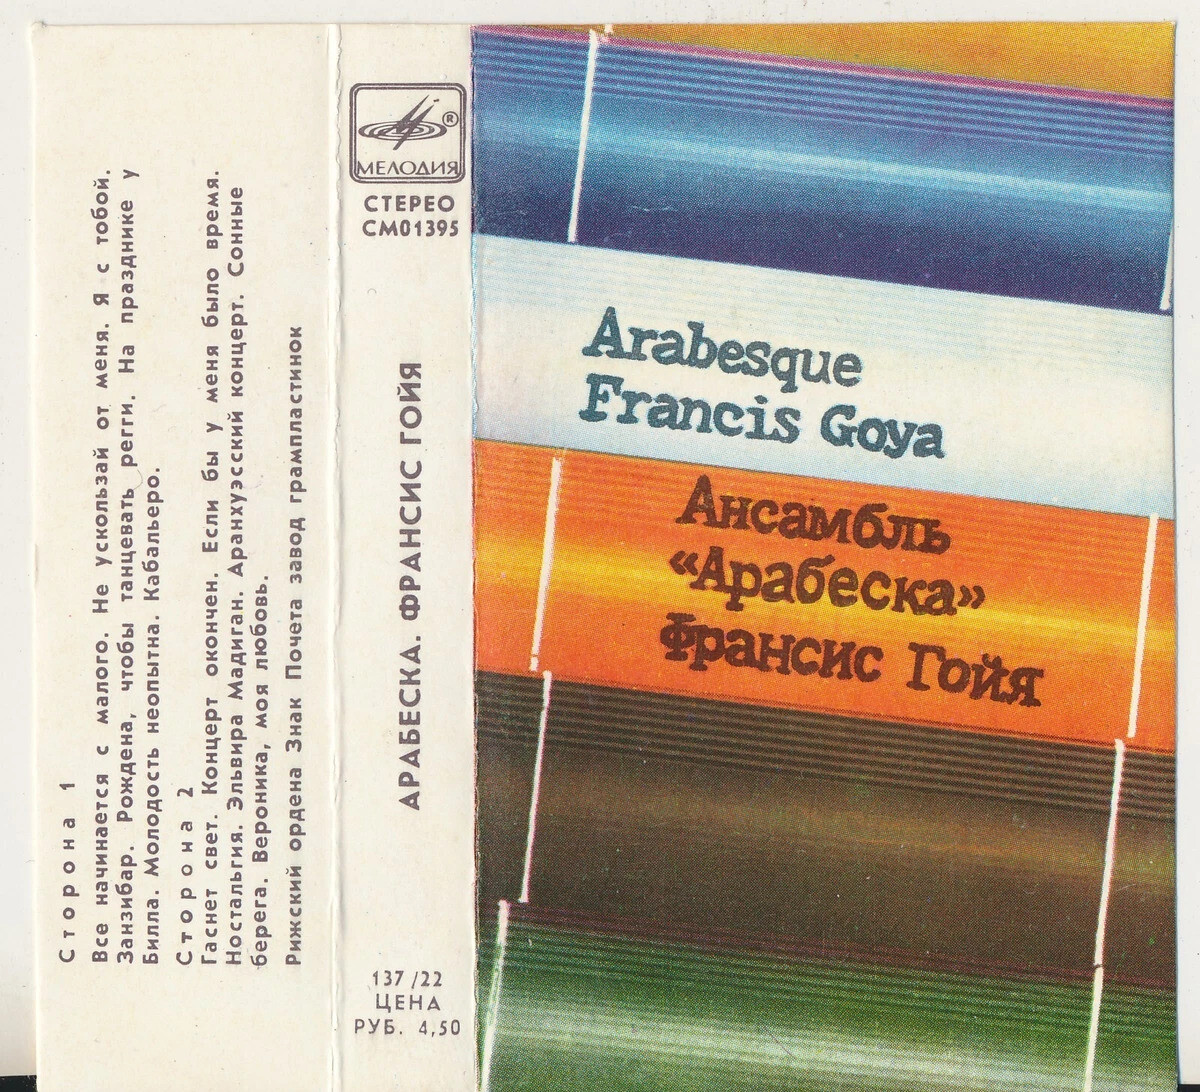 Сторона 1
Все начинается с малого. Не ускользай от меня. Я с тобой.
Занзибар. Рождена, чтобы танцевать регги. На празднике у
Билла. Молодость неопытна. Кабальеро.
Сторона 2
Гаснет свет. Концерт окончен. Если бы у меня было время.
Ностальгия. Эльвира Мадиган. Аранхуэсский концерт. Сонные
берега. Вероника, моя любовь.
Рижский ордена Знак Почета завод грампластинок
®
МЕЛОДИЯ
СТЕРЕО
СМ01395
АРАБЕСКА. ФРАНСИС ГОЙЯ
137/22
ЦЕНА
РУБ. 4,50
Arabesque
Francis Goya
Ансамбль
«Арабеска»
Франсис Гойя